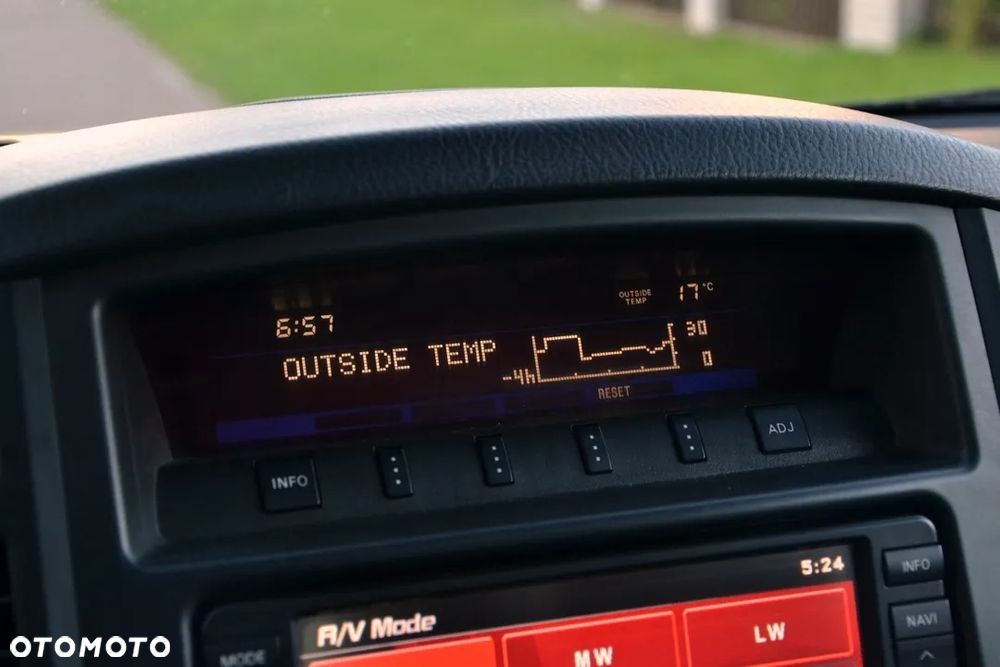 OUTSIDE
TEMP
17°C
6:57
OUTSIDE TEMP
30
-4h
0
RESET
INFO
ADJ
5:24
INFO
A/V Mode
NAVI
MW
LW
MODE
OTOMOTO